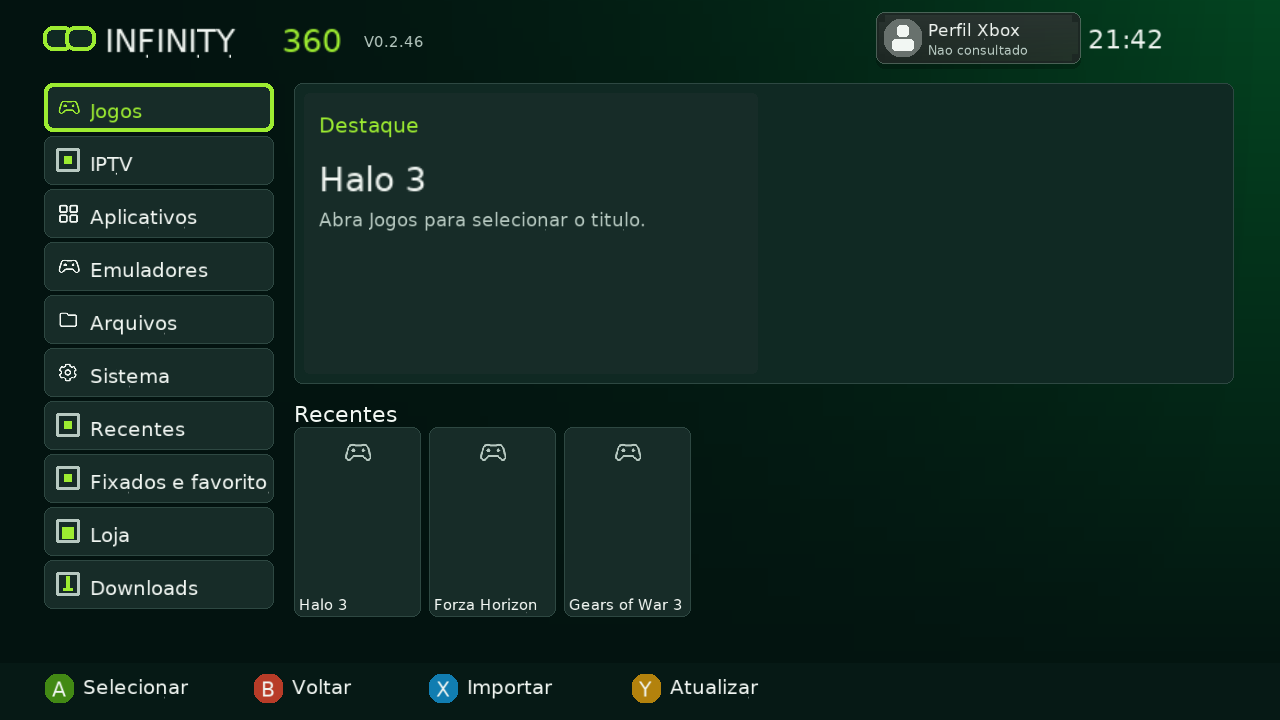 INFINITY 360 V0.2.46
Perfil Xbox
Nao consultado
21:42
Jogos
IPTV
Aplicativos
Emuladores
Arquivos
Sistema
Recentes
Fixados e favorito
Loja
Downloads
Destaque
Halo 3
Abra Jogos para selecionar o titulo.
Recentes
Halo 3
Forza Horizon
Gears of War 3
A Selecionar
B Voltar
X Importar
Y Atualizar